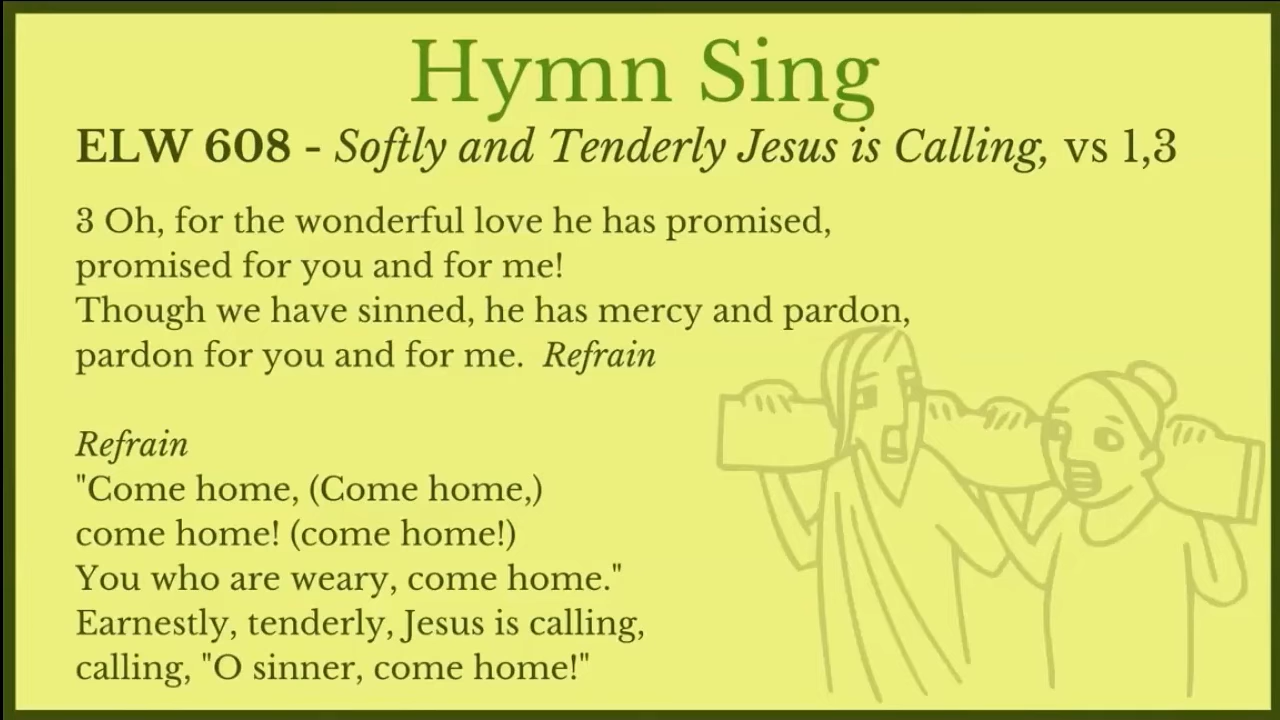 Hymn Sing
ELW 608 - Softly and Tenderly Jesus is Calling, vs 1,3
3 Oh, for the wonderful love he has promised,
promised for you and for me!
Though we have sinned, he has mercy and pardon,
pardon for you and for me. Refrain
Refrain
"Come home, (Come home,)
come home! (come home!)
You who are weary, come home."
Earnestly, tenderly, Jesus is calling,
calling, "O sinner, come home!"